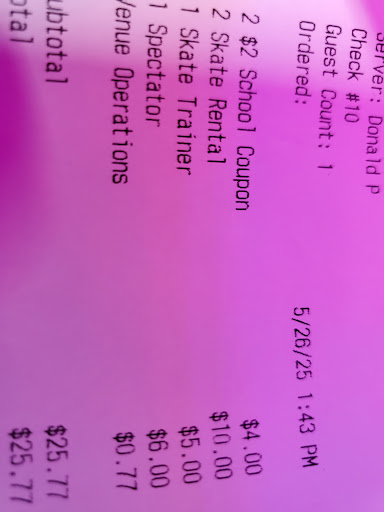 Server: Donald P
Check #10
Guest Count: 1
Ordered: 5/26/25 1:43 PM
2 $2 School Coupon $4.00
2 Skate Rental $10.00
1 Skate Trainer $5.00
1 Spectator $6.00
Venue Operations $0.77
ubtotal $25.77
otal $25.77